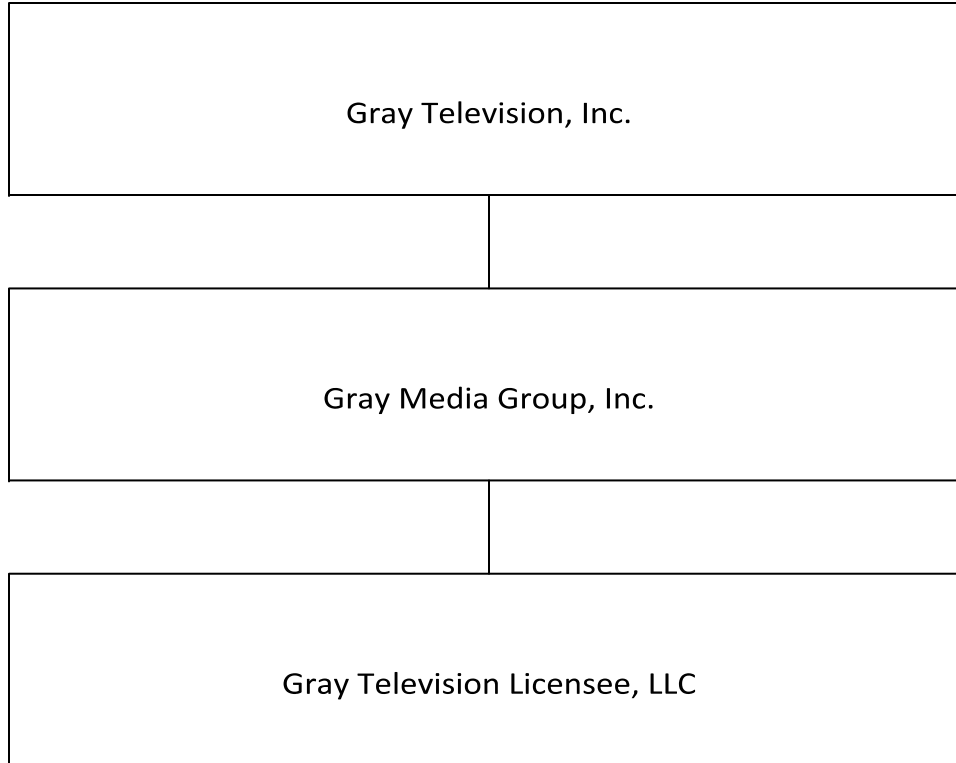 Gray Television, Inc.
Gray Media Group, Inc.
Gray Television Licensee, LLC